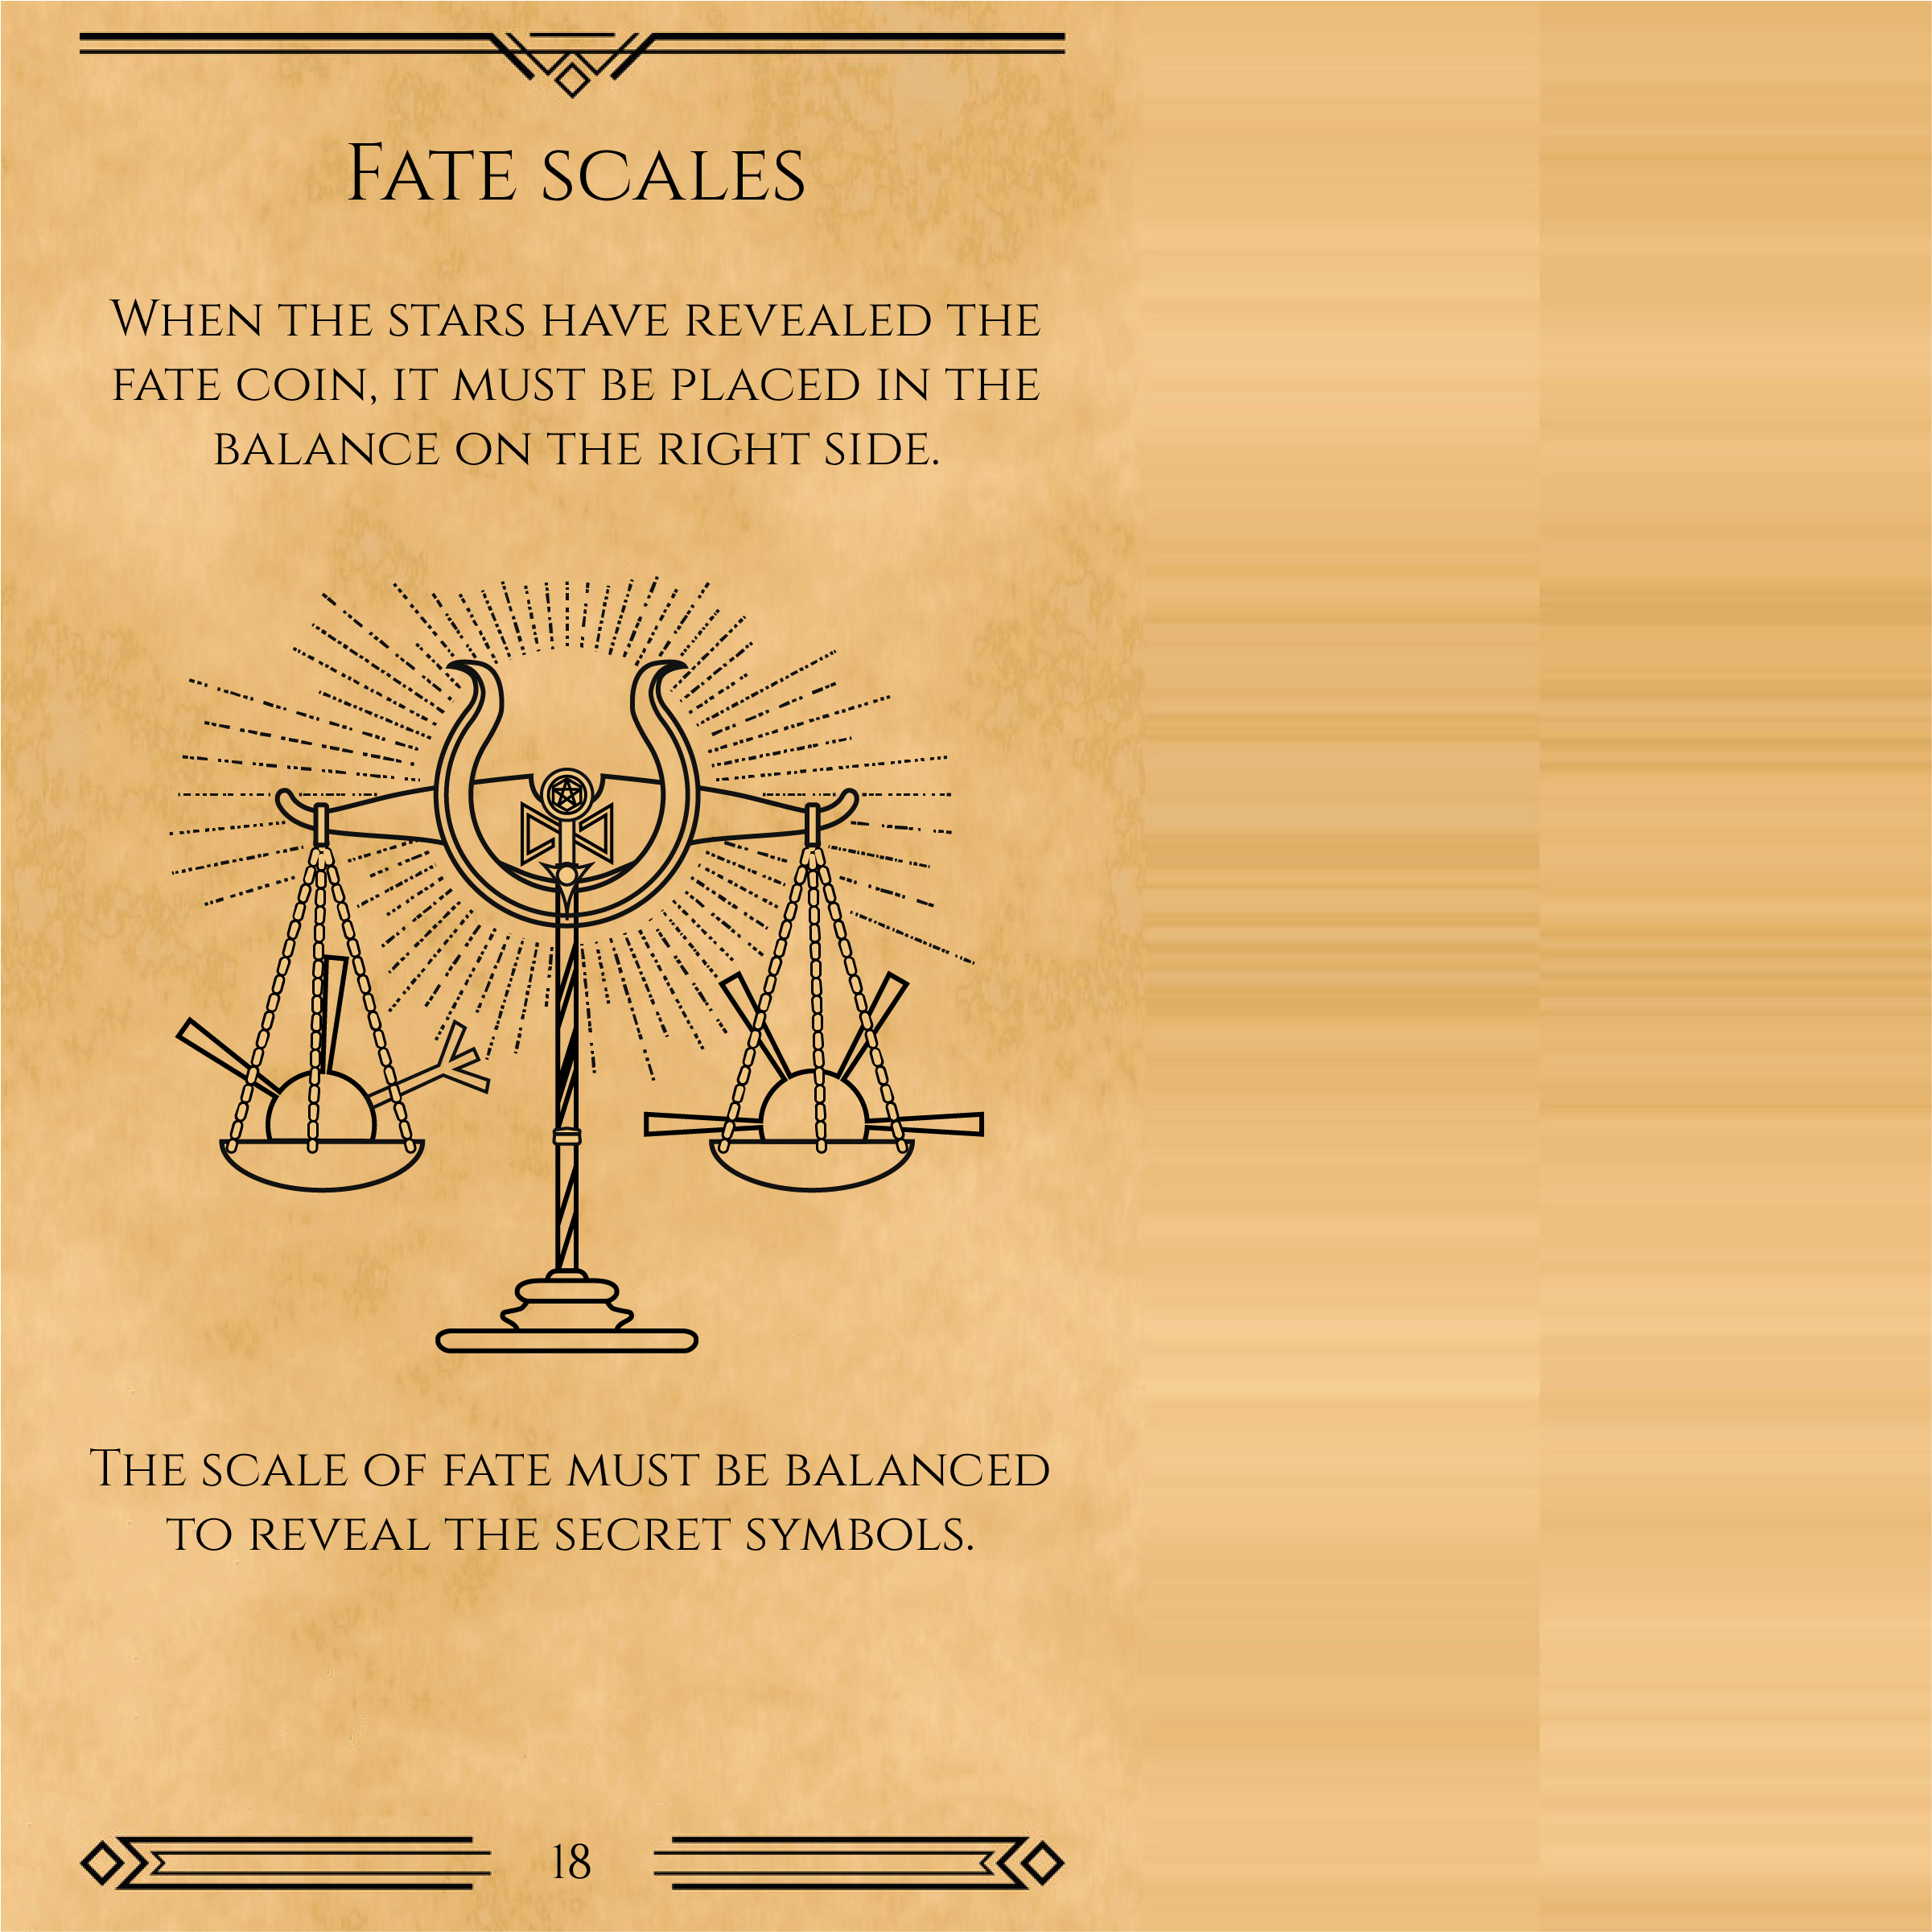 Fate scales
When the stars have revealed the
fate coin, it must be placed in the
balance on the right side.
The scale of fate must be balanced
to reveal the secret symbols.
18